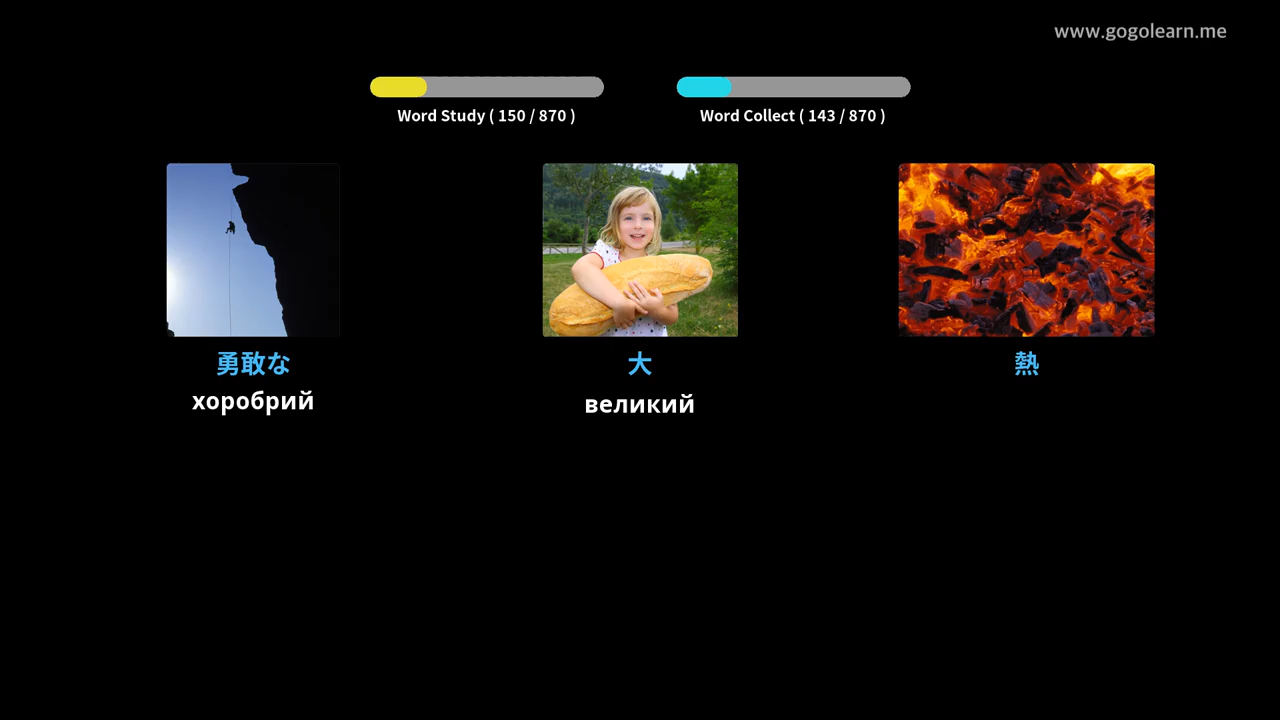 www.gogolearn.me
Word Study ( 150 / 870 )
Word Collect ( 143 / 870 )
勇敢な
大
熱
хоробрий
великий